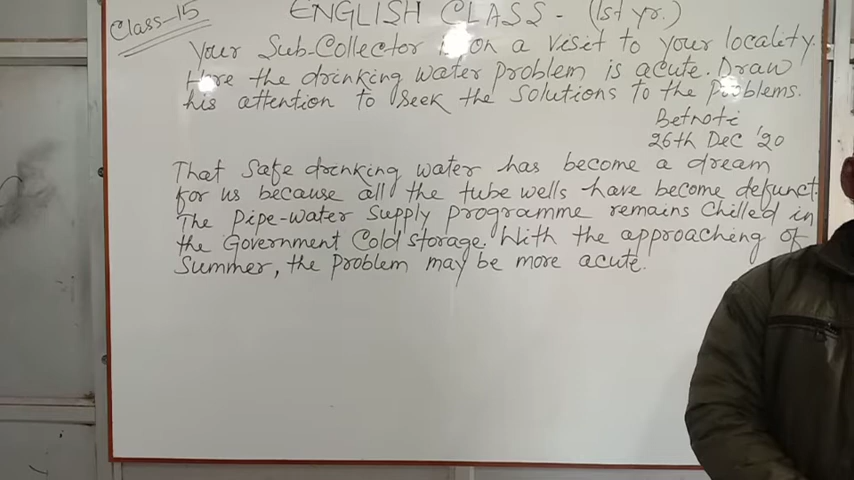 Class-15
ENGLISH CLASS - (1st yr.)
Your Sub-Collector is on a visit to your locality.
Here the drinking water problem is acute. Draw
his attention to seek the solutions to the problems.
Betnoti
26th Dec '20
That safe drinking water has become a dream
for us because all the tube wells have become defunct.
The pipe-water supply programme remains chilled in
the Government Cold storage. With the approaching of
Summer, the problem may be more acute.